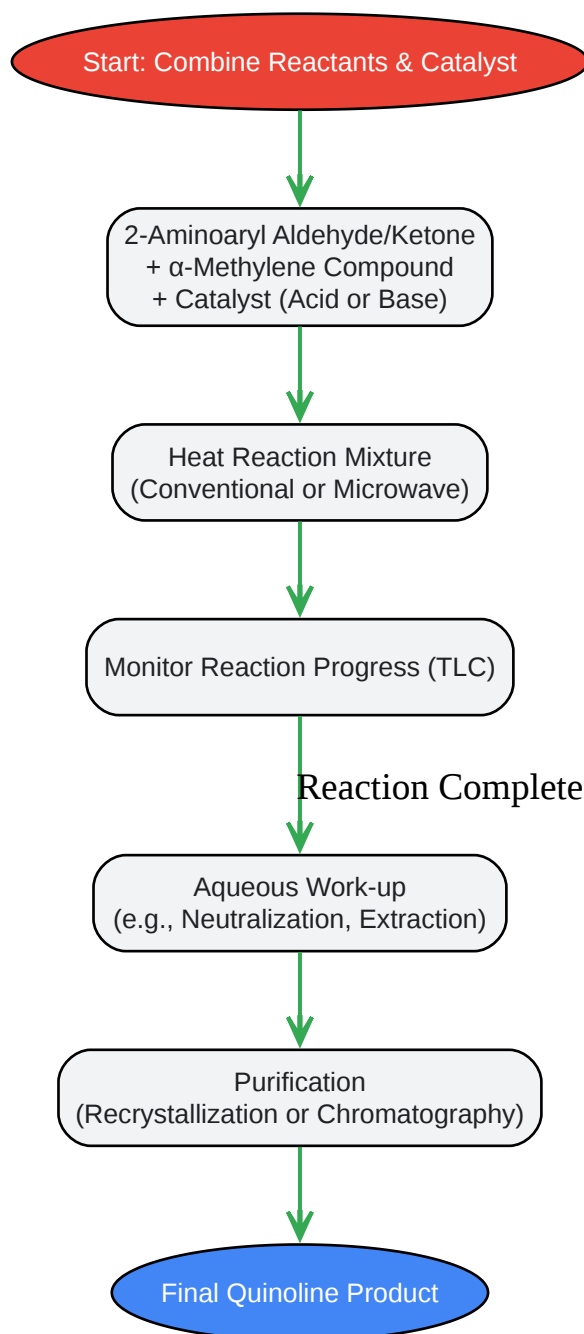 Start: Combine Reactants & Catalyst
2-Aminoaryl Aldehyde/Ketone
+ α-Methylene Compound
+ Catalyst (Acid or Base)
Heat Reaction Mixture
(Conventional or Microwave)
Monitor Reaction Progress (TLC)
Reaction Complete
Aqueous Work-up
(e.g., Neutralization, Extraction)
Purification
(Recrystallization or Chromatography)
Final Quinoline Product